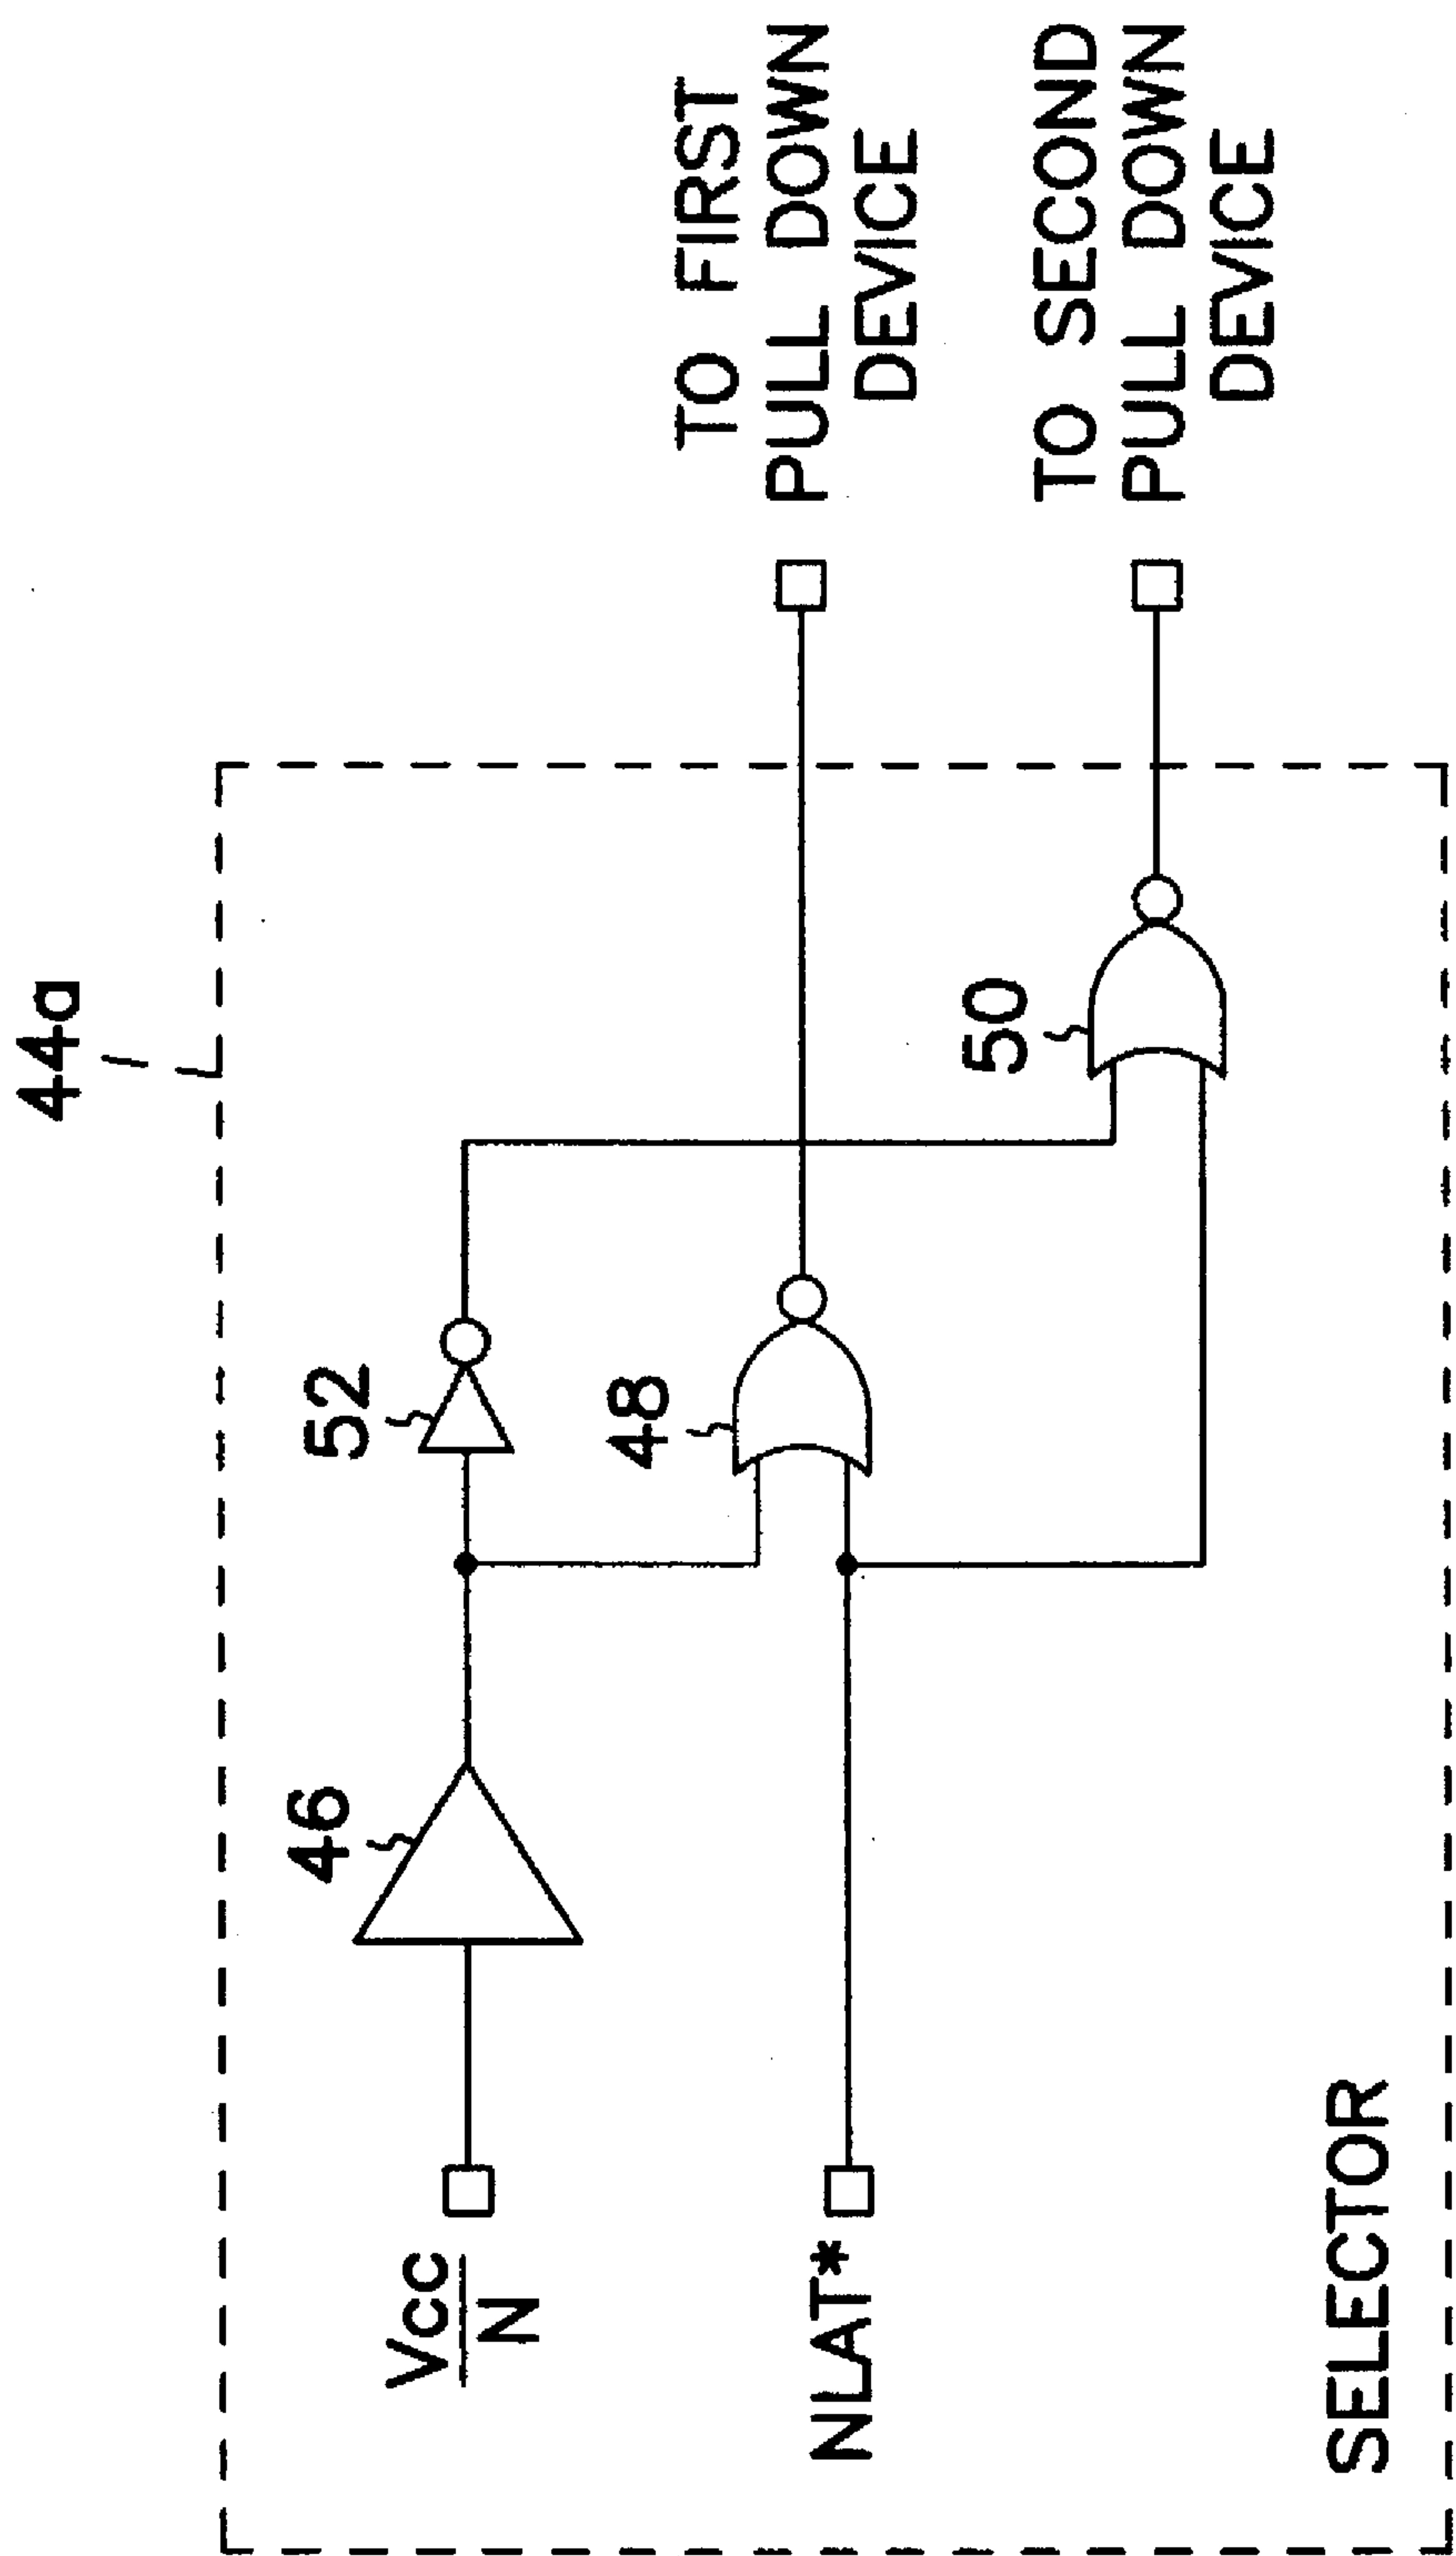 44a
Vcc
N
46
52
48
50
NLAT*
TO FIRST
PULL DOWN
DEVICE
TO SECOND
PULL DOWN
DEVICE
SELECTOR